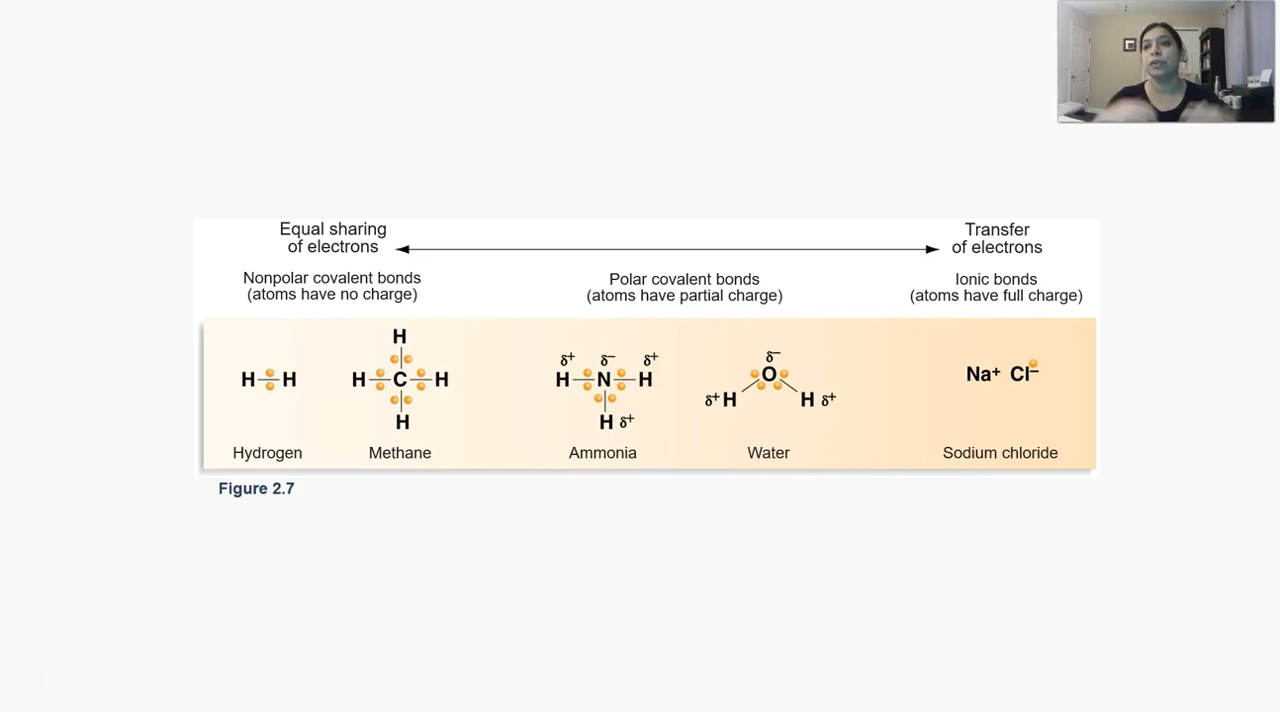 Equal sharing
of electrons
Transfer
of electrons
Nonpolar covalent bonds
(atoms have no charge)
Polar covalent bonds
(atoms have partial charge)
Ionic bonds
(atoms have full charge)
H H
H
H C H
H
δ+ δ− δ+
H N H
H δ+
δ−
O
δ+ H H δ+
Na+ Cl−
Hydrogen
Methane
Ammonia
Water
Sodium chloride
Figure 2.7